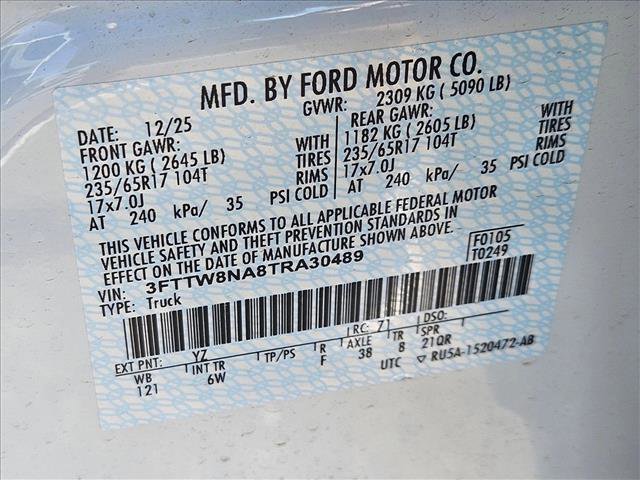 MFD. BY FORD MOTOR CO.
DATE: 12/25 GVWR: 2309 KG ( 5090 LB)
FRONT GAWR: REAR GAWR:
1200 KG ( 2645 LB) WITH 1182 KG ( 2605 LB) WITH
235/65R17 104T TIRES 235/65R17 104T TIRES
17x7.0J RIMS 17x7.0J RIMS
AT 240 kPa/ 35 PSI COLD AT 240 kPa/ 35 PSI COLD
THIS VEHICLE CONFORMS TO ALL APPLICABLE FEDERAL MOTOR
VEHICLE SAFETY AND THEFT PREVENTION STANDARDS IN
EFFECT ON THE DATE OF MANUFACTURE SHOWN ABOVE.
VIN: 3FTTW8NA8TRA30489 F0105
TYPE: Truck T0249
EXT PNT: YZ RC: 71 DSO:
WB INT TR TP/PS R AXLE TR SPR
121 6W F 38 8 21QR
UTC ▽ RU5A-1520472-AB